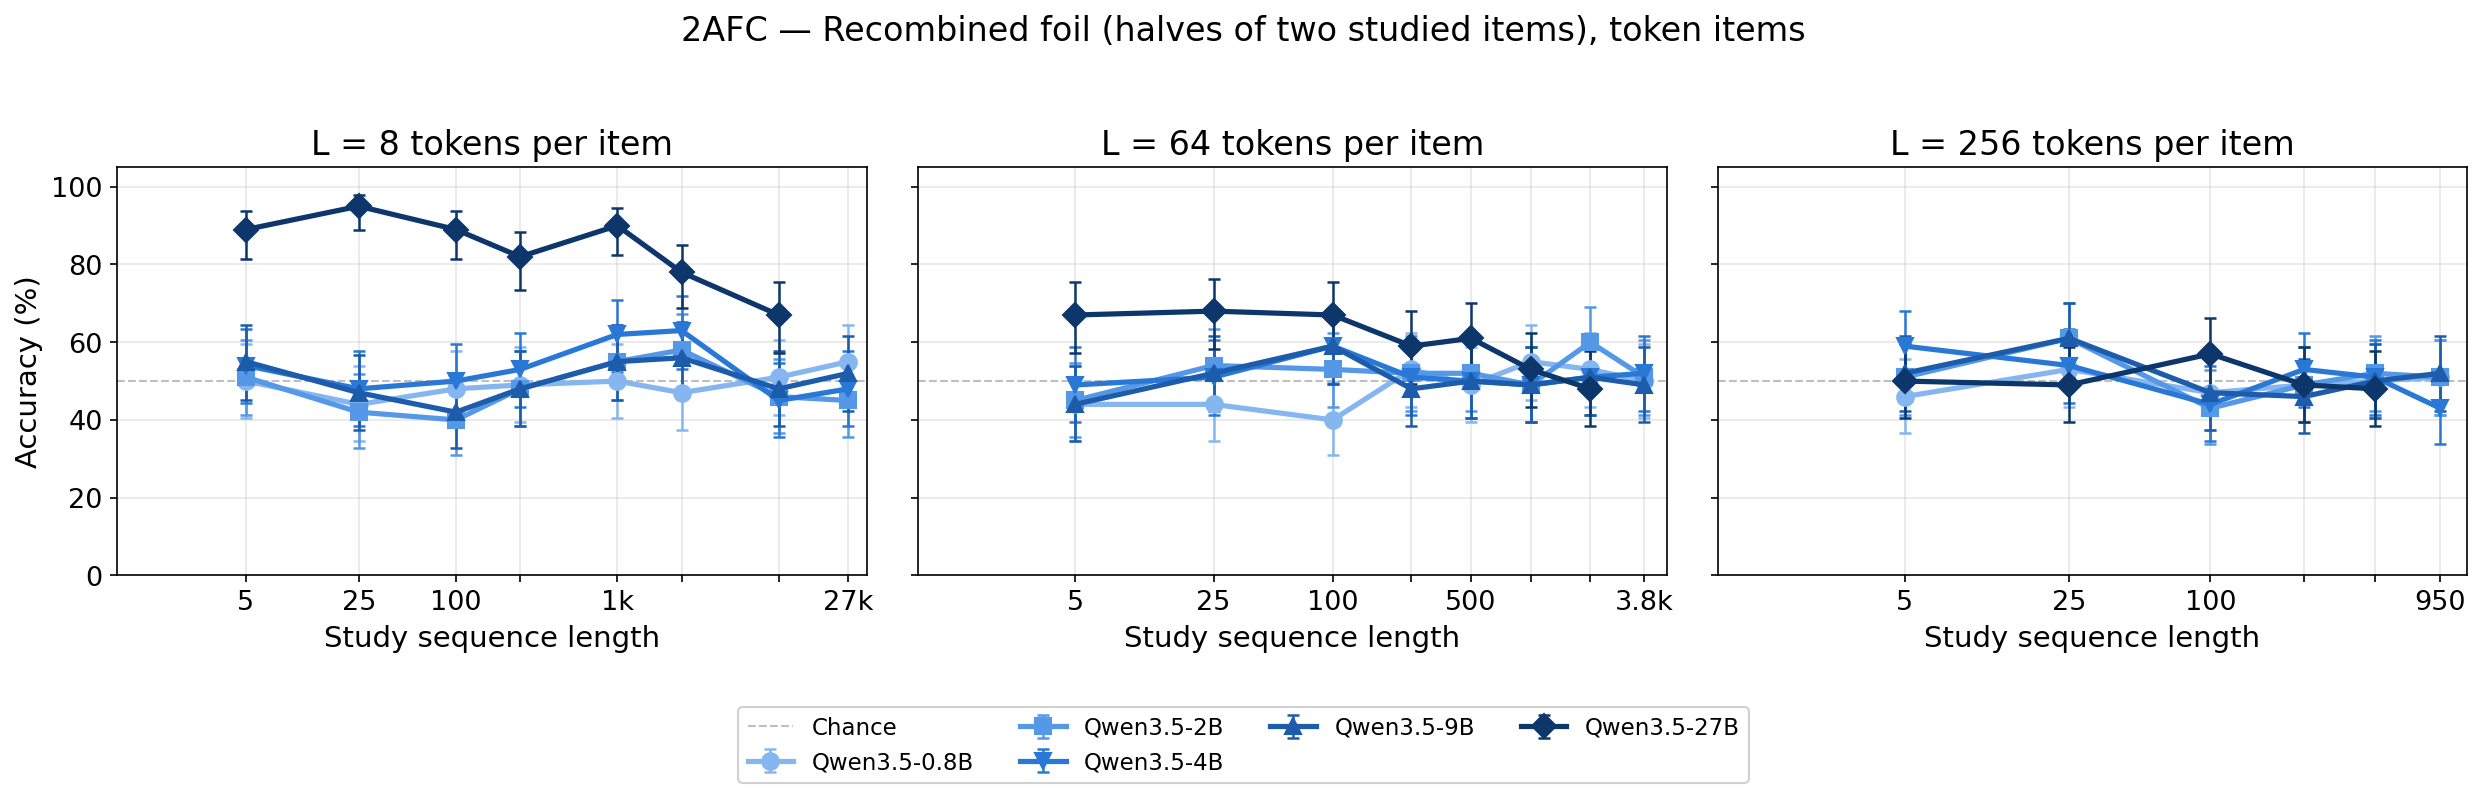 2AFC — Recombined foil (halves of two studied items), token items
L = 8 tokens per item
L = 64 tokens per item
L = 256 tokens per item
Accuracy (%)
100
80
60
40
20
0
5 25 100 1k 27k
5 25 100 500 3.8k
5 25 100 950
Study sequence length
Study sequence length
Study sequence length
Chance
Qwen3.5-0.8B
Qwen3.5-2B
Qwen3.5-4B
Qwen3.5-9B
Qwen3.5-27B